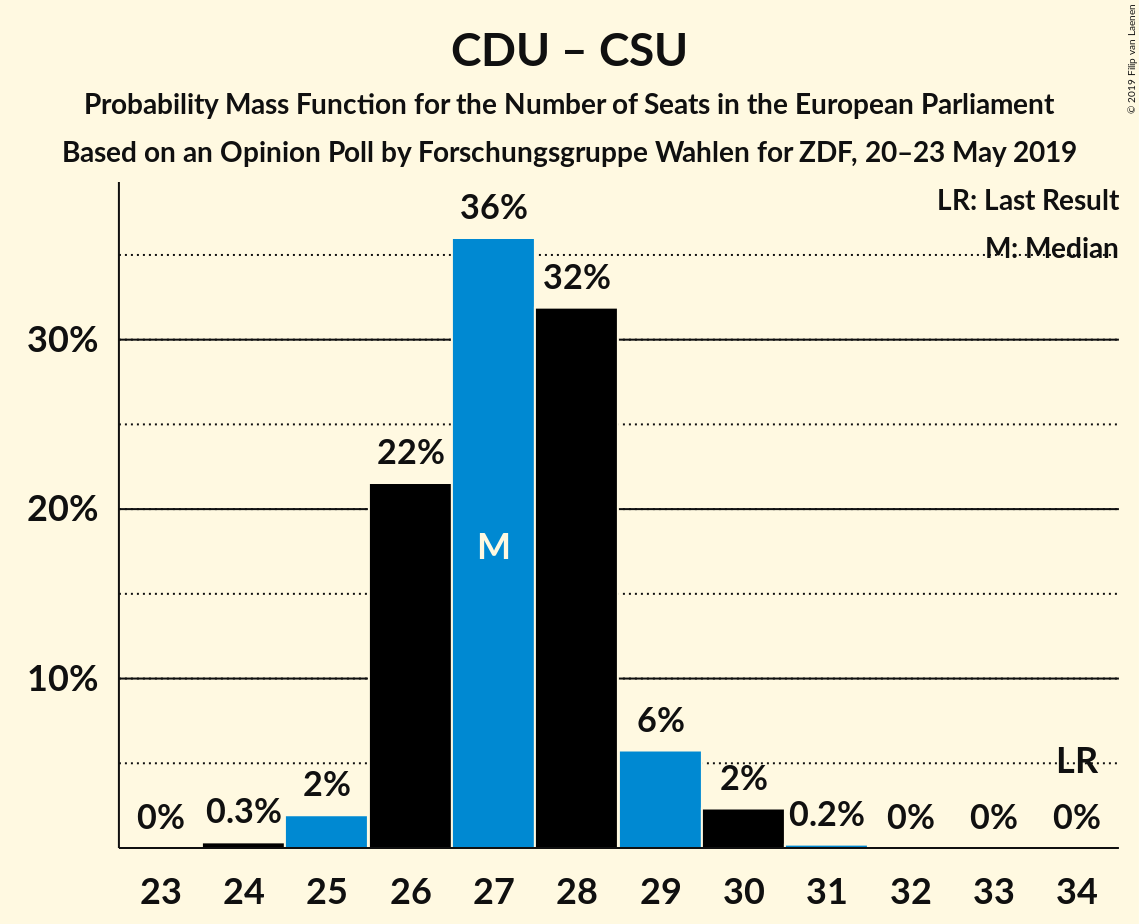 CDU – CSU
Probability Mass Function for the Number of Seats in the European Parliament
Based on an Opinion Poll by Forschungsgruppe Wahlen for ZDF, 20–23 May 2019
© 2019 Filip van Laenen
LR: Last Result
M: Median
36%
32%
30%
22%
20%
M
10%
6%
LR
0%
0.3%
2%
2%
0.2%
0%
0%
0%
23 24 25 26 27 28 29 30 31 32 33 34